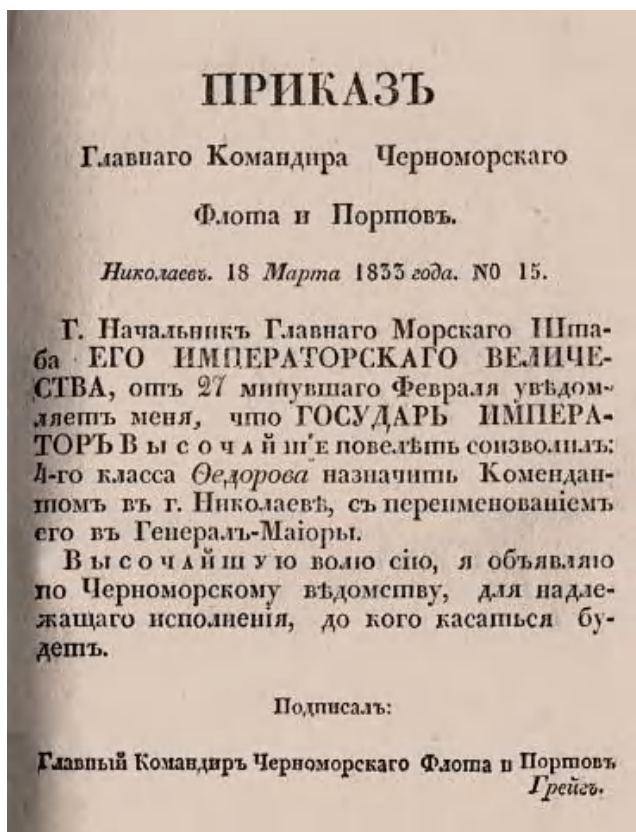 ПРИКАЗЪ
Главнаго Командира Черноморскаго
Флота и Портовъ.
Николаевъ. 18 Марта 1833 года. NO 15.
Г. Начальникъ Главнаго Морскаго Шта-
ба ЕГО ИМПЕРАТОРСКАГО ВЕЛИЧЕ-
СТВА, отъ 27 минувшаго Февраля увѣдом-
ляетъ меня, что ГОСУДАРЬ ИМПЕРА-
ТОРЪ Высочайше повелѣть соизволилъ:
4-го класса Ѳедорова назначить Комендан-
томъ въ г. Николаевѣ, съ переименованіемъ
его въ Генералъ-Маіоры.
Высочайшую волю сію, я объявляю
по Черноморскому вѣдомству, для надле-
жащаго исполненія, до кого касаться бу-
детъ.
Подписалъ:
Главный Командиръ Черноморскаго Флота и Портовъ
Грейгъ.